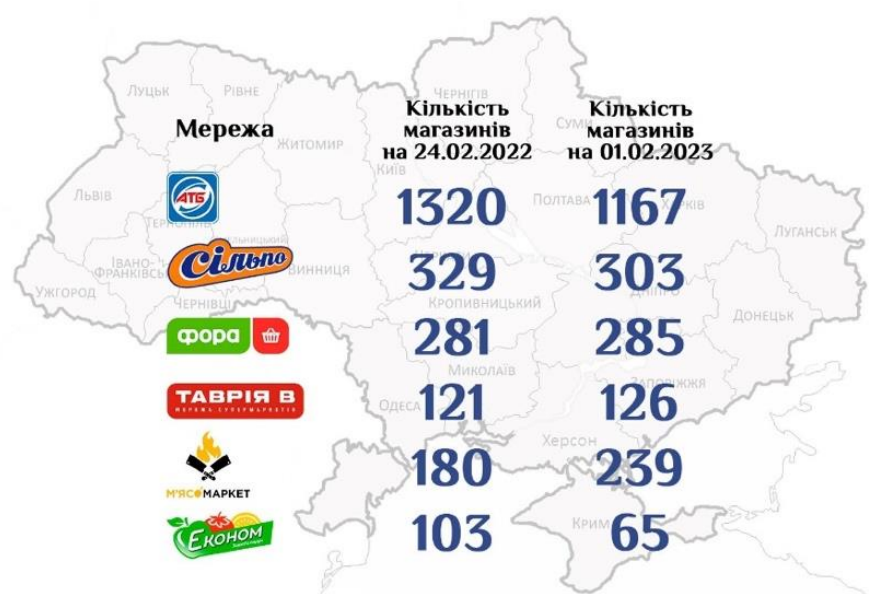 Луцьк
Рівне
Чернігів
Суми
Мережа
Кількість
магазинів
на 24.02.2022
Кількість
магазинів
на 01.02.2023
Житомир
Київ
Львів
АТБ
1320
Полтава
1167
Харків
Тернопіль
Луганськ
Івано-
Франківськ
Сільпо
Винниця
329
303
Дніпро
Ужгород
Чернівці
Кропивницький
Донецьк
фора
281
285
Миколаїв
Запоріжжя
ТАВРІЯ В
МЕРЕЖА СУПЕРМАРКЕТІВ
Одеса
121
126
Херсон
М'ЯСОМАРКЕТ
180
239
Економ
103
Крим
65